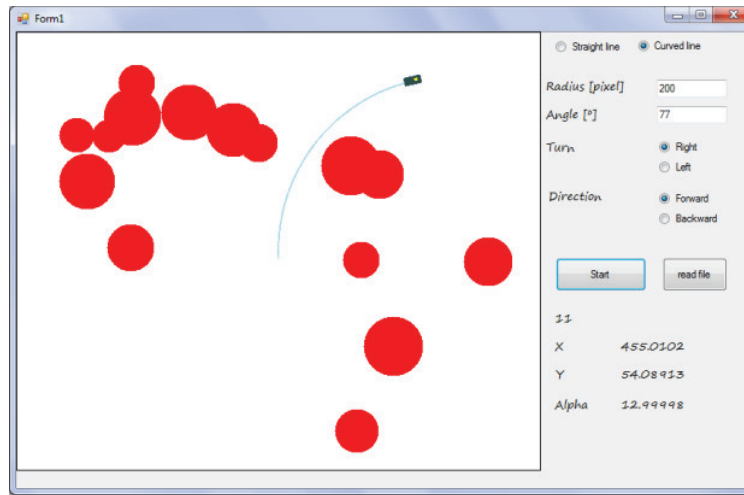 Form1
Straight line Curved line
Radius [pixel] 200
Angle [°] 77
Turn Right
Left
Direction Forward
Backward
Start read file
11
X 455.0102
Y 54.08913
Alpha 12.99998